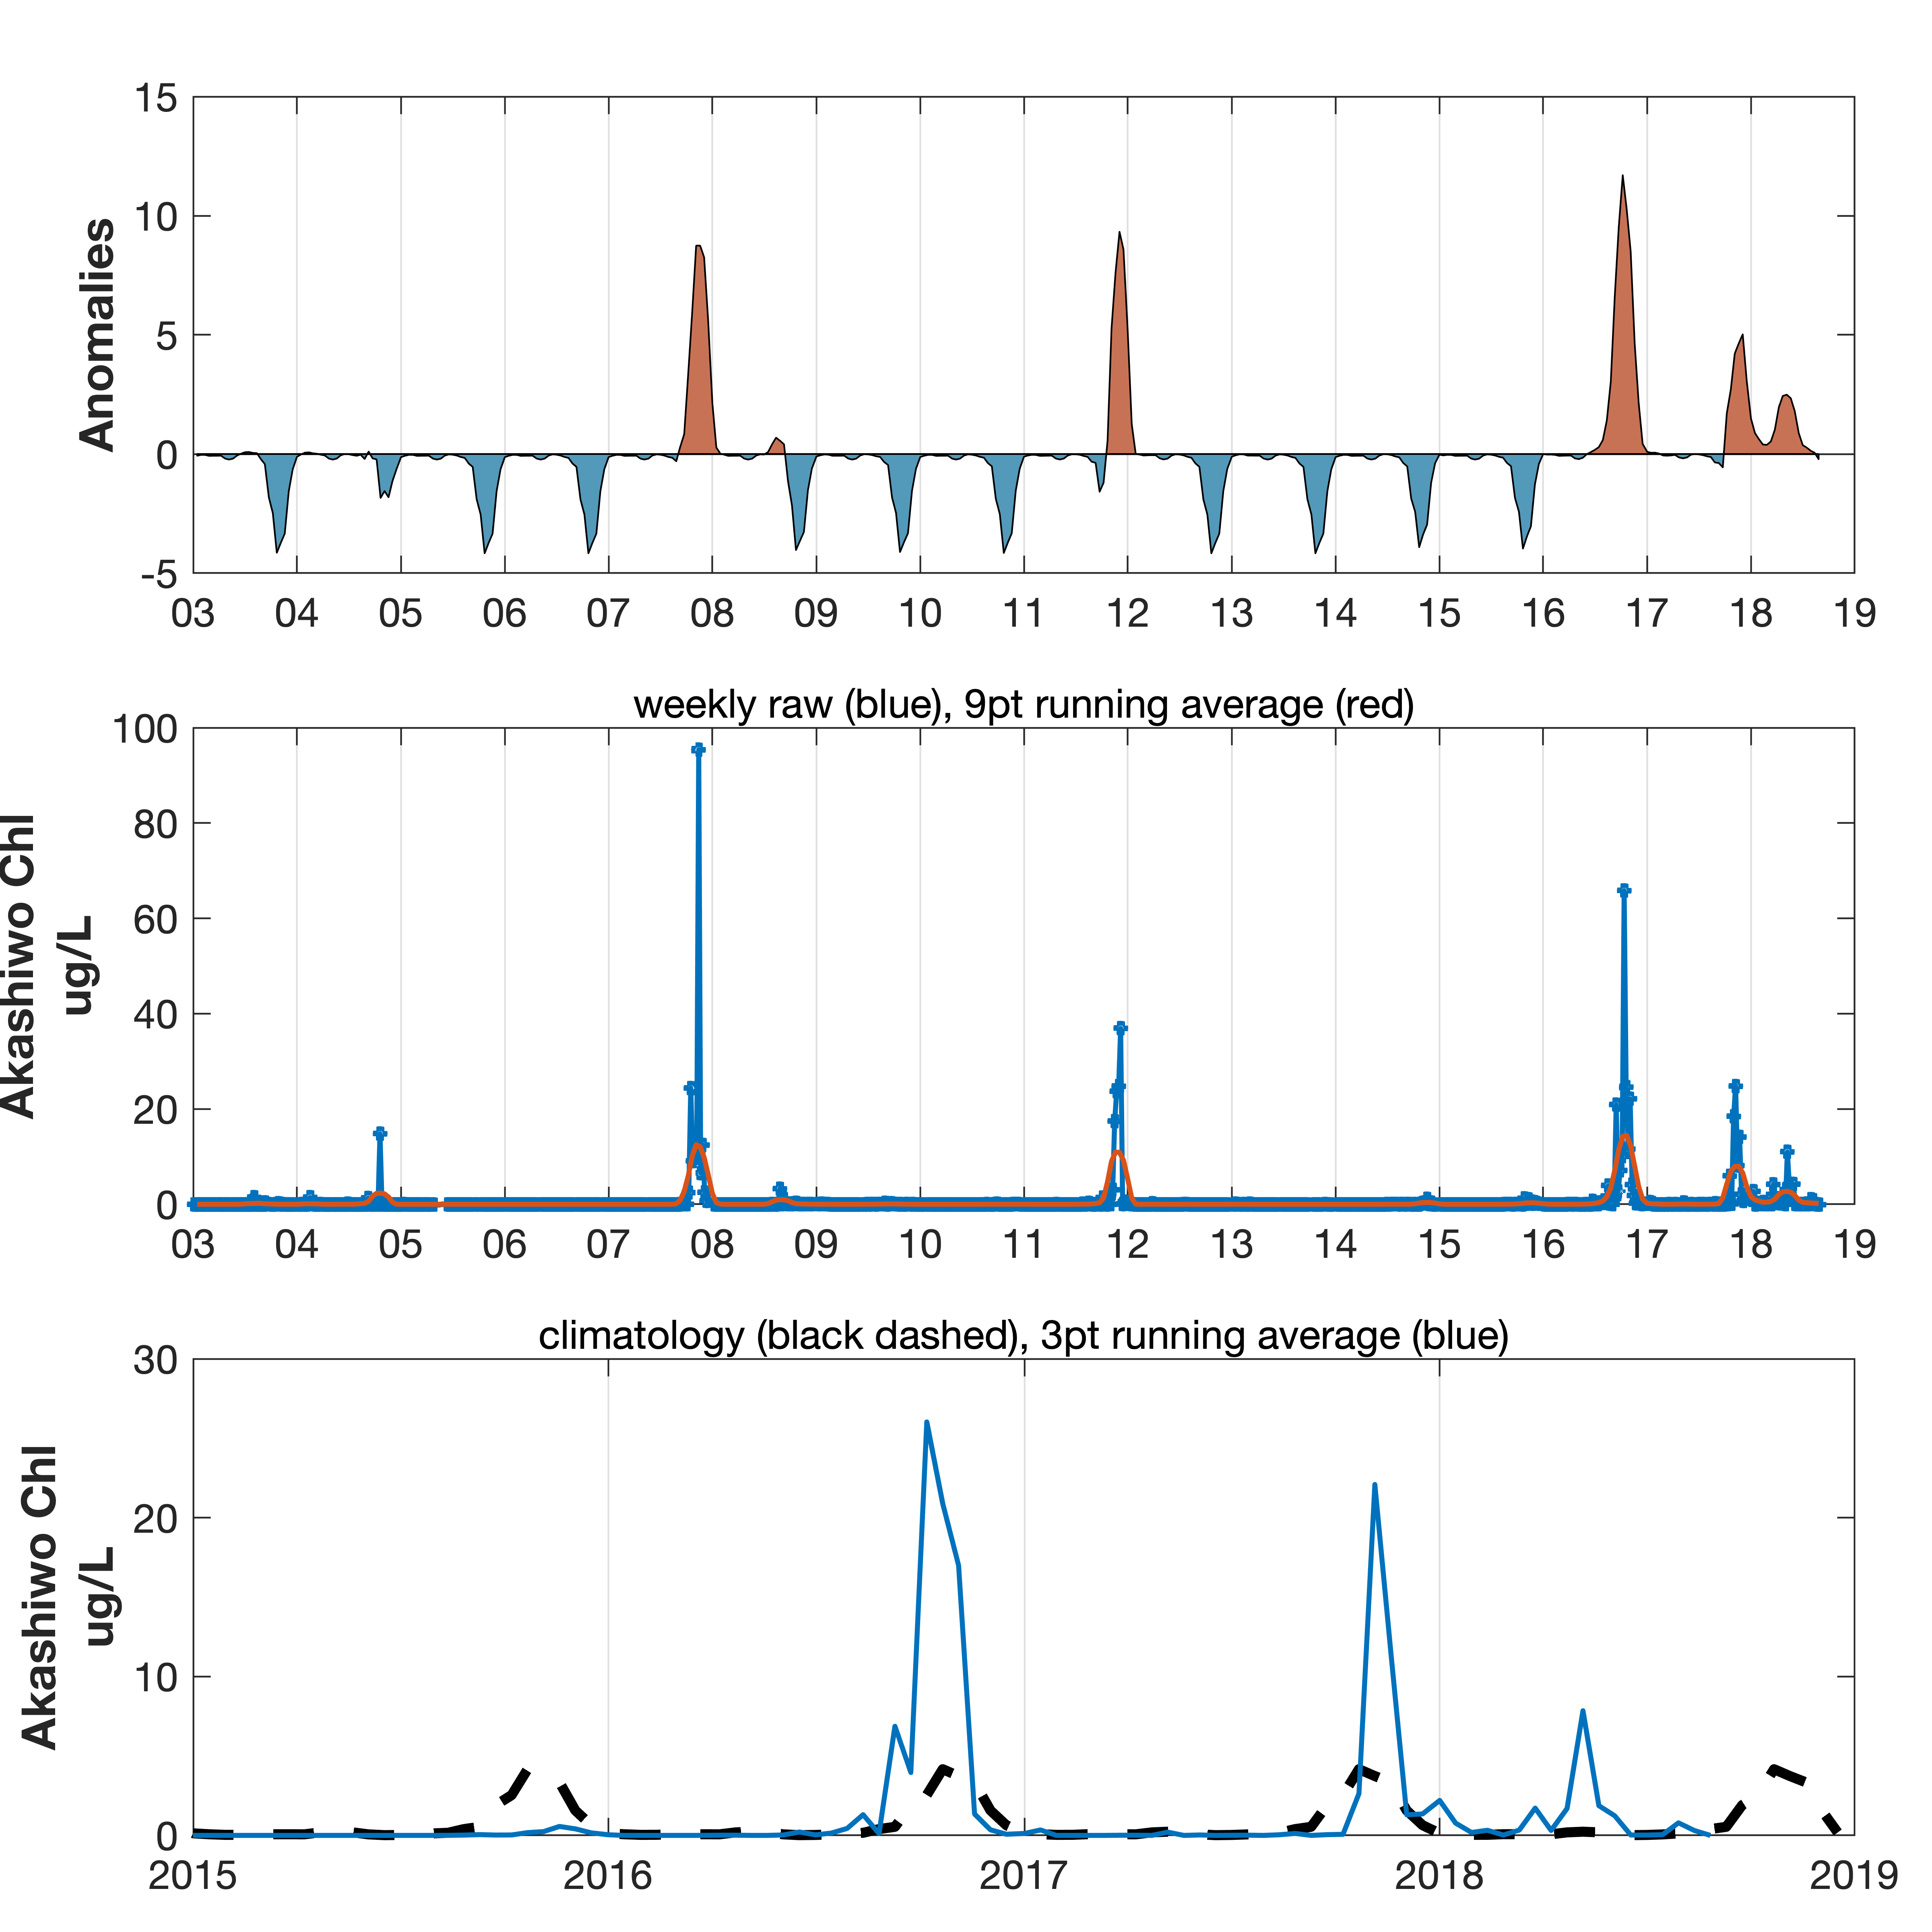 15
10
5
0
-5
Anomalies
03 04 05 06 07 08 09 10 11 12 13 14 15 16 17 18 19
weekly raw (blue), 9pt running average (red)
100
80
60
40
20
0
Akashiwo Chl
ug/L
03 04 05 06 07 08 09 10 11 12 13 14 15 16 17 18 19
climatology (black dashed), 3pt running average (blue)
30
20
10
0
Akashiwo Chl
ug/L
2015 2016 2017 2018 2019